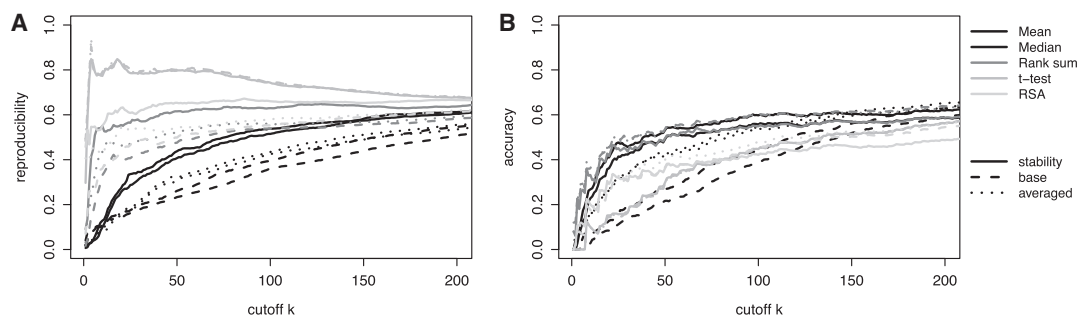 A
reproducibility
1.0
0.8
0.6
0.4
0.2
0.0
0 50 100 150 200
cutoff k
B
accuracy
1.0
0.8
0.6
0.4
0.2
0.0
0 50 100 150 200
cutoff k
Mean
Median
Rank sum
t−test
RSA
stability
base
averaged